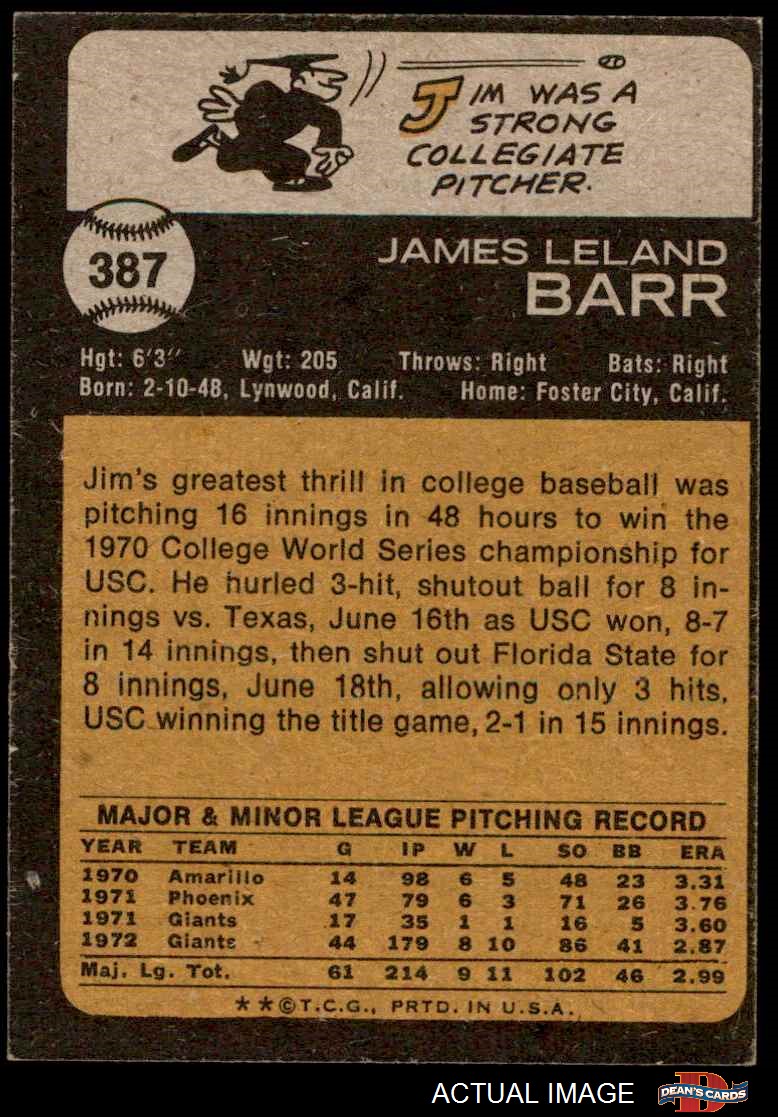 JIM WAS A
STRONG
COLLEGIATE
PITCHER.
387
JAMES LELAND
BARR
Hgt: 6'3" Wgt: 205 Throws: Right Bats: Right
Born: 2-10-48, Lynwood, Calif. Home: Foster City, Calif.
Jim's greatest thrill in college baseball was
pitching 16 innings in 48 hours to win the
1970 College World Series championship for
USC. He hurled 3-hit, shutout ball for 8 in-
nings vs. Texas, June 16th as USC won, 8-7
in 14 innings, then shut out Florida State for
8 innings, June 18th, allowing only 3 hits,
USC winning the title game, 2-1 in 15 innings.
MAJOR & MINOR LEAGUE PITCHING RECORD
YEAR TEAM G IP W L SO BB ERA
1970 Amarillo 14 98 6 5 48 23 3.31
1971 Phoenix 47 79 6 3 71 26 3.76
1971 Giants 17 35 1 1 16 5 3.60
1972 Giants 44 179 8 10 86 41 2.87
Maj. Lg. Tot. 61 214 9 11 102 46 2.99
**©T.C.G., PRTD. IN U.S.A.
ACTUAL IMAGE
DEAN'S CARDS